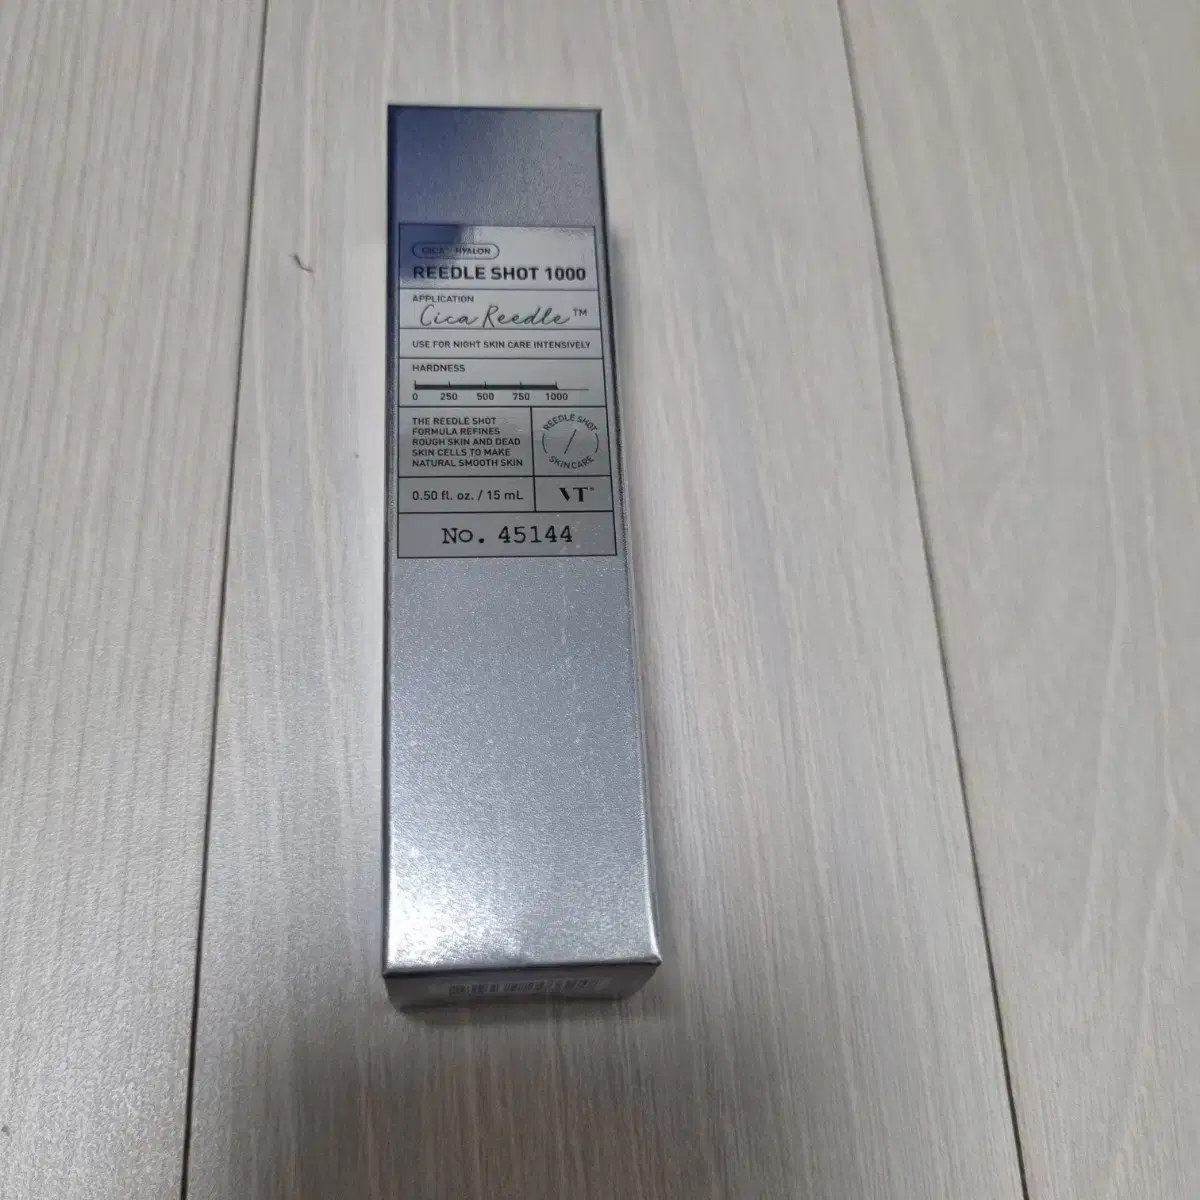 CICA · HYALON
REEDLE SHOT 1000
APPLICATION
Cica Reedle™
USE FOR NIGHT SKIN CARE INTENSIVELY
HARDNESS
0 250 500 750 1000
THE REEDLE SHOT
FORMULA REFINES
ROUGH SKIN AND DEAD
SKIN CELLS TO MAKE
NATURAL SMOOTH SKIN
REEDLE SHOT
SKINCARE
0.50 fl. oz. / 15 mL
VT
No. 45144